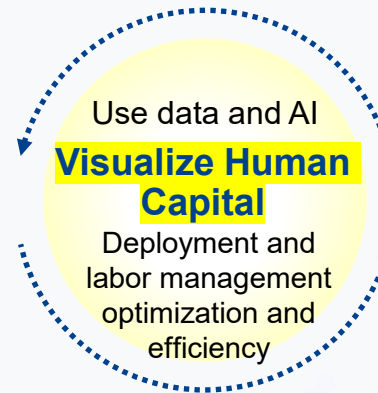 Use data and AI
Visualize Human
Capital
Deployment and
labor management
optimization and
efficiency